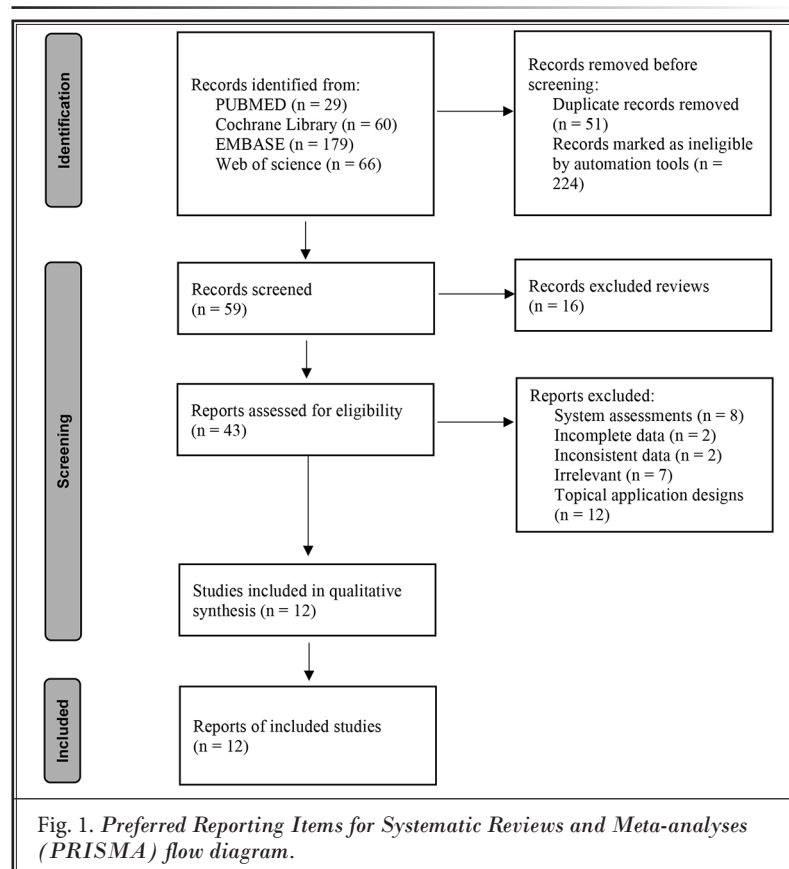 Identification
Records identified from:
PUBMED (n = 29)
Cochrane Library (n = 60)
EMBASE (n = 179)
Web of science (n = 66)
Records removed before
screening:
Duplicate records removed
(n = 51)
Records marked as ineligible
by automation tools (n =
224)
Screening
Records screened
(n = 59)
Records excluded reviews
(n = 16)
Reports assessed for eligibility
(n = 43)
Reports excluded:
System assessments (n = 8)
Incomplete data (n = 2)
Inconsistent data (n = 2)
Irrelevant (n = 7)
Topical application designs
(n = 12)
Studies included in qualitative
synthesis (n = 12)
Included
Reports of included studies
(n = 12)
Fig. 1. Preferred Reporting Items for Systematic Reviews and Meta-analyses
(PRISMA) flow diagram.